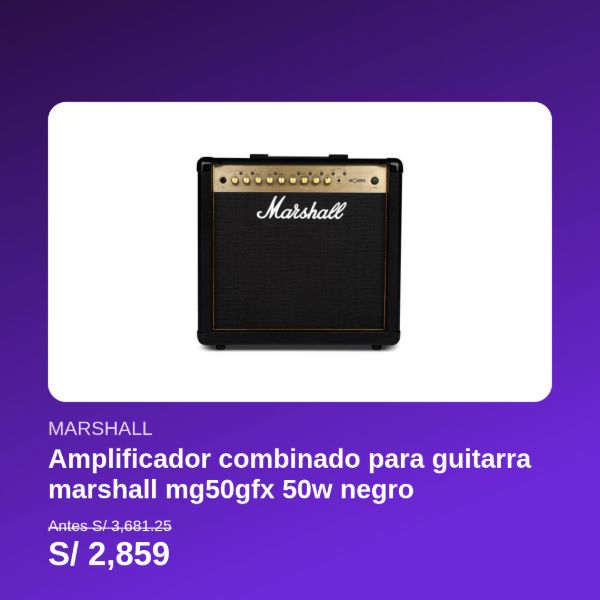 Marshall
MARSHALL
Amplificador combinado para guitarra
marshall mg50gfx 50w negro
Antes S/ 3,681.25
S/ 2,859